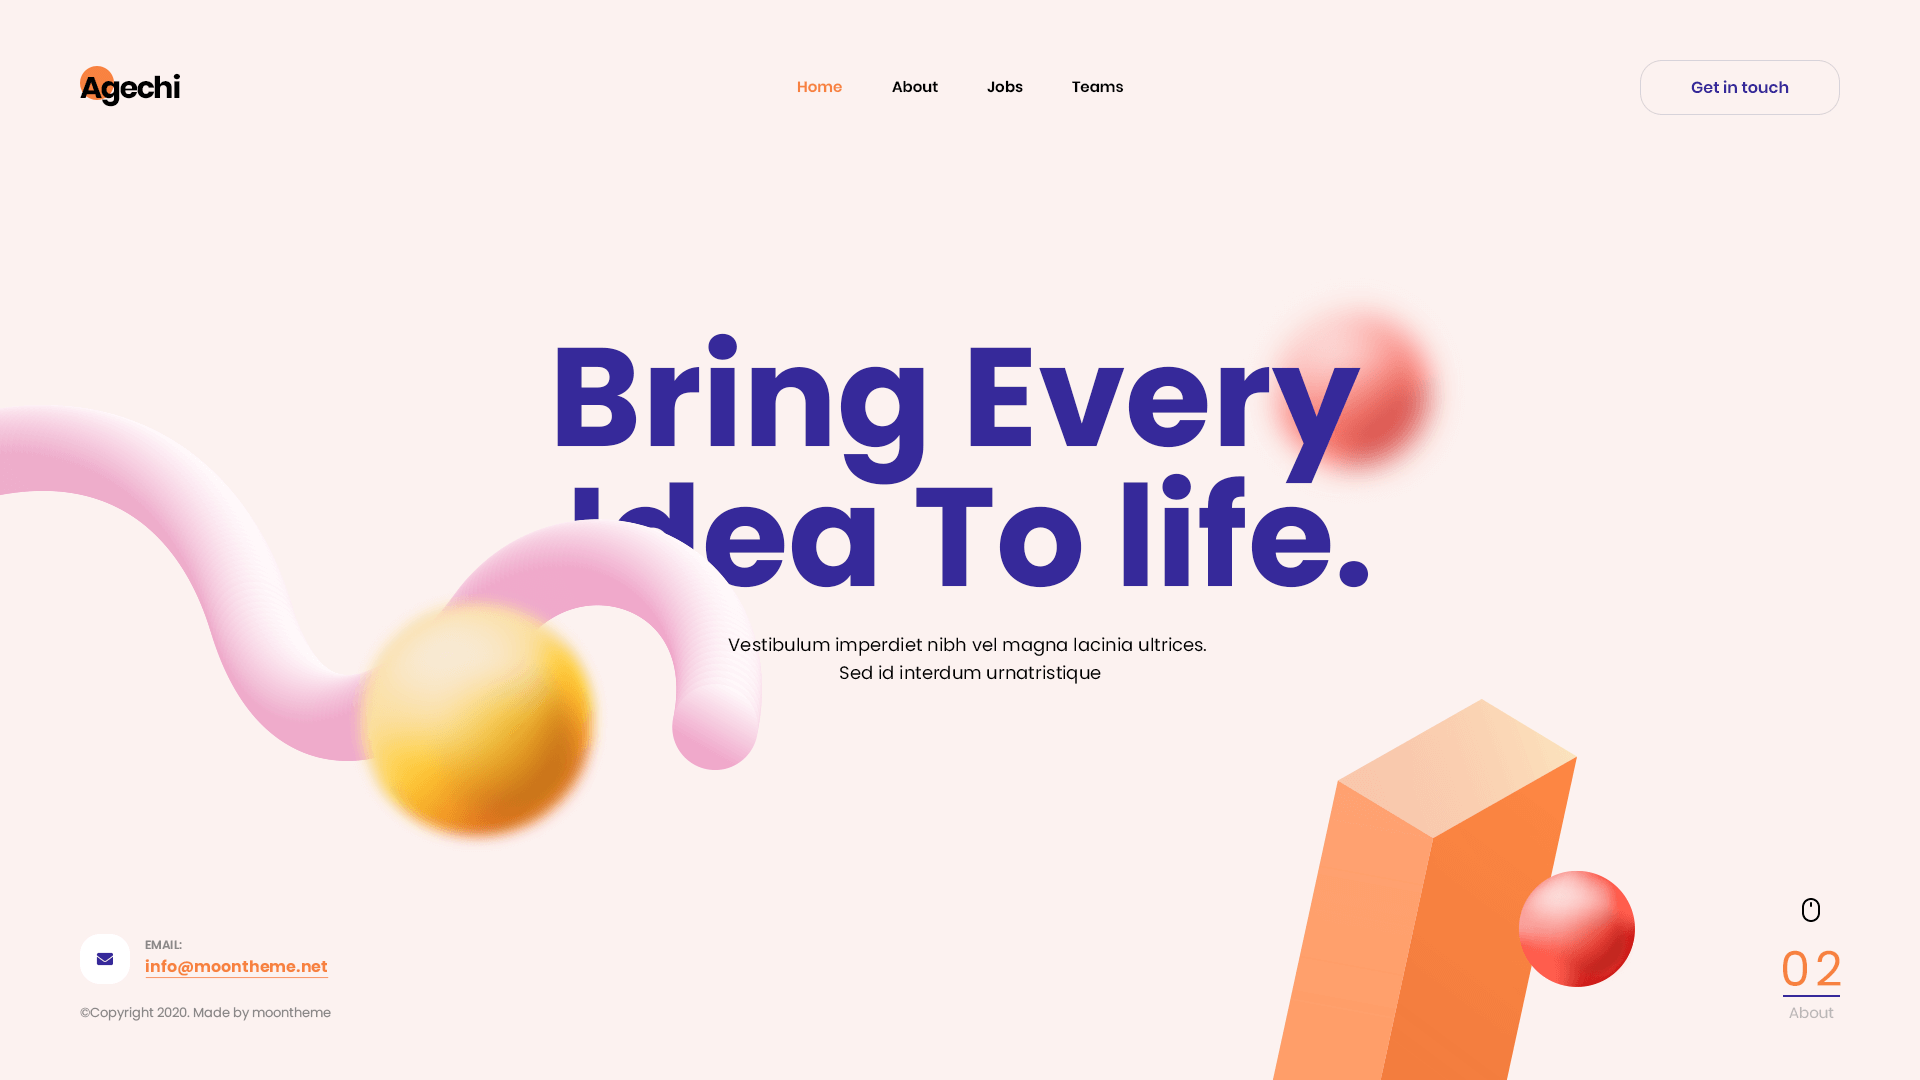 Agechi
Home
About
Jobs
Teams
Get in touch
Bring Every
Idea To life.
Vestibulum imperdiet nibh vel magna lacinia ultrices.
Sed id interdum urnatristique
EMAIL:
info@moontheme.net
©Copyright 2020. Made by moontheme
02
About